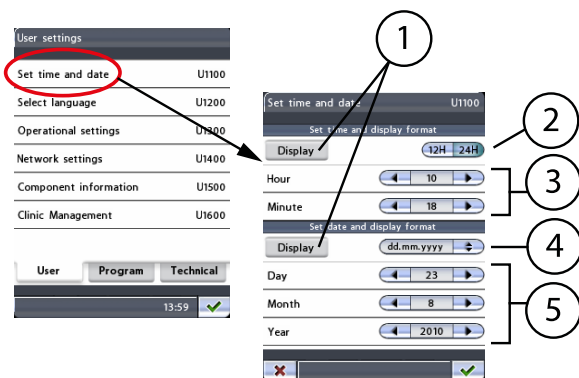 User settings
Set time and date U1100
Select language U1200
Operational settings U1300
Network settings U1400
Component information U1500
Clinic Management U1600
User Program Technical
13:59
1
Set time and date U1100
Set time and display format
Display 12H 24H
Hour 10
Minute 18
Set date and display format
Display dd.mm.yyyy
Day 23
Month 8
Year 2010
2
3
4
5